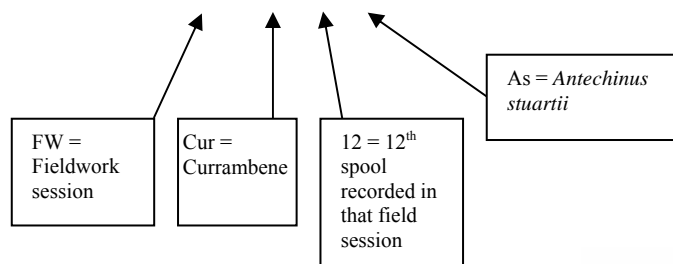 As = Antechinus
stuartii
FW =
Fieldwork
session
Cur =
Currambene
12 = 12th
spool
recorded in
that field
session